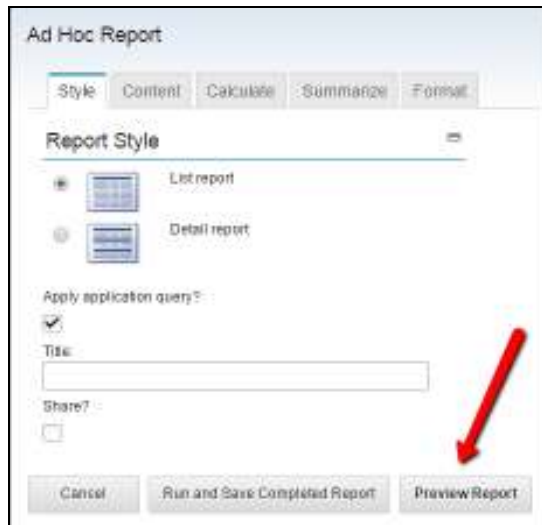 Ad Hoc Report
Style Content Calculate Summarize Format
Report Style
List report
Detail report
Apply application query?
Title:
Share?
Cancel Run and Save Completed Report Preview Report